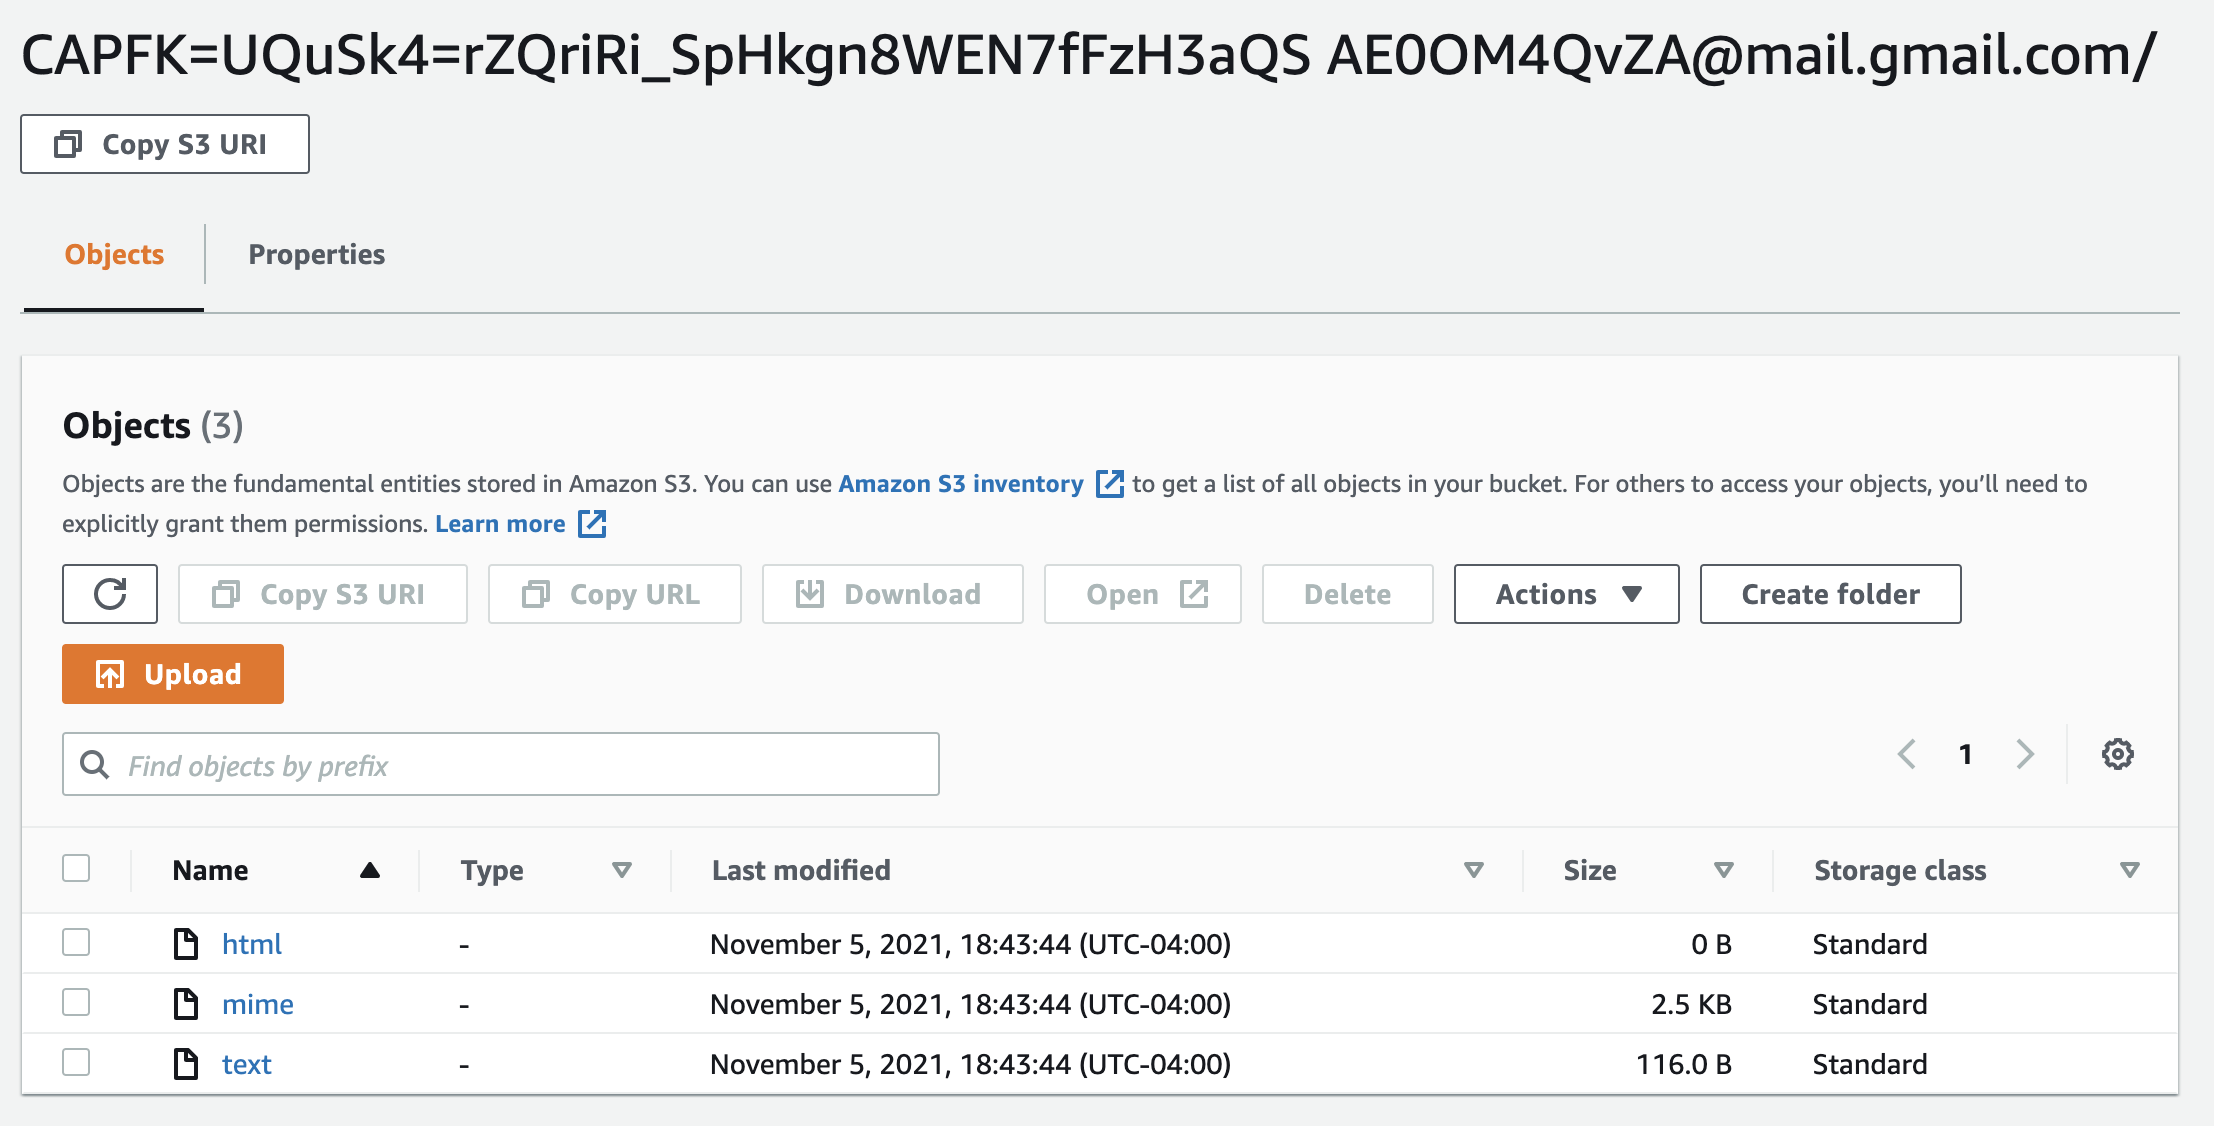 CAPFK=UQuSk4=rZQriRi_SpHkgn8WEN7fFzH3aQS AE0OM4QvZA@mail.gmail.com/
Copy S3 URI
Objects Properties
Objects (3)
Objects are the fundamental entities stored in Amazon S3. You can use Amazon S3 inventory to get a list of all objects in your bucket. For others to access your objects, you’ll need to
explicitly grant them permissions. Learn more
Copy S3 URI Copy URL Download Open Delete Actions Create folder
Upload
Find objects by prefix 1
Name Type Last modified Size Storage class
html - November 5, 2021, 18:43:44 (UTC-04:00) 0 B Standard
mime - November 5, 2021, 18:43:44 (UTC-04:00) 2.5 KB Standard
text - November 5, 2021, 18:43:44 (UTC-04:00) 116.0 B Standard